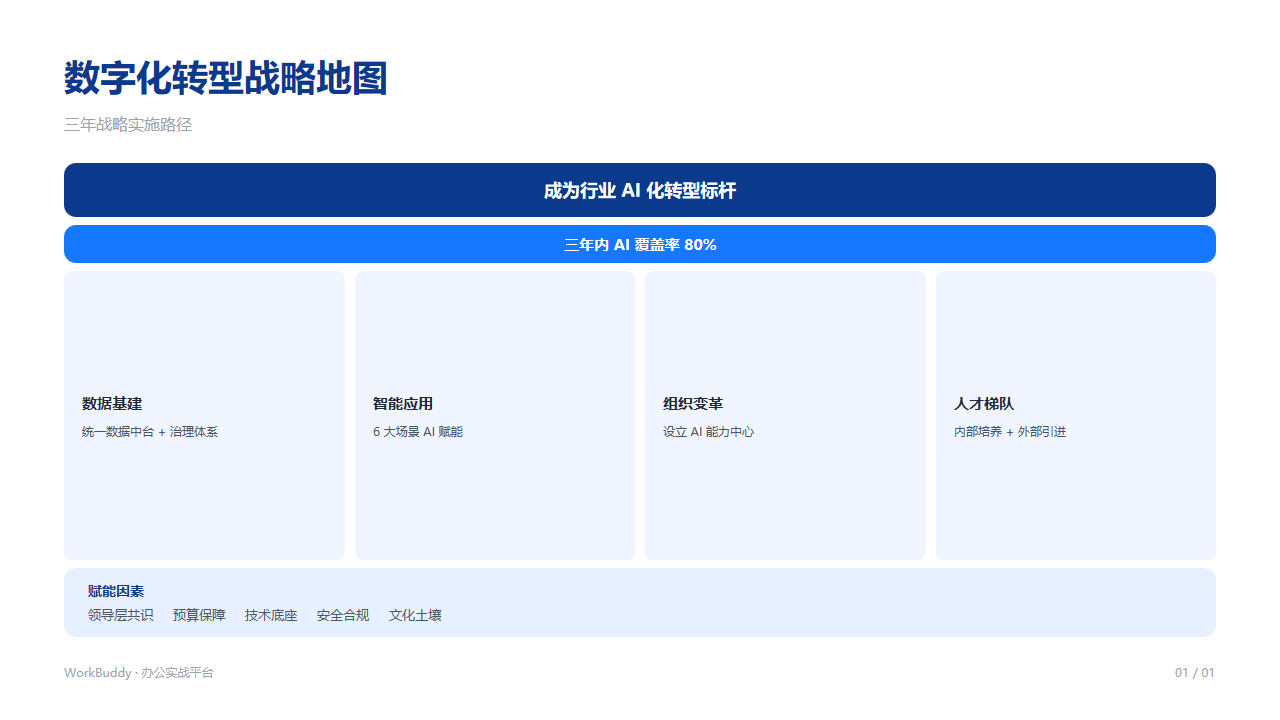 数字化转型战略地图
三年战略实施路径
成为行业 AI 化转型标杆
三年内 AI 覆盖率 80%
数据基建
统一数据中台 + 治理体系
智能应用
6 大场景 AI 赋能
组织变革
设立 AI 能力中心
人才梯队
内部培养 + 外部引进
赋能因素
领导层共识 预算保障 技术底座 安全合规 文化土壤
WorkBuddy · 办公实战平台
01 / 01